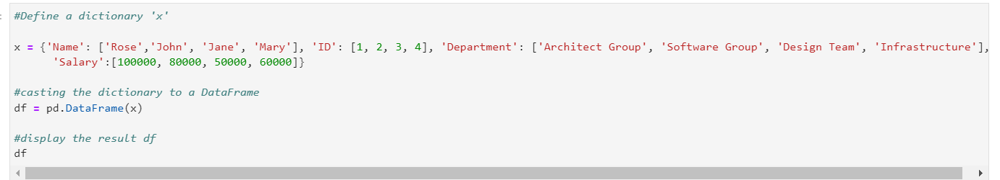 #Define a dictionary 'x'
x = {'Name': ['Rose','John', 'Jane', 'Mary'], 'ID': [1, 2, 3, 4], 'Department': ['Architect Group', 'Software Group', 'Design Team', 'Infrastructure'],
'Salary':[100000, 80000, 50000, 60000]}
#casting the dictionary to a DataFrame
df = pd.DataFrame(x)
#display the result df
df